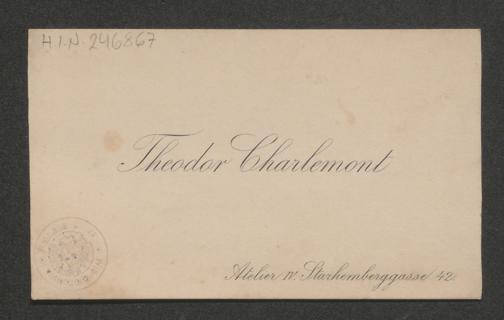 H.I.N. 246867
Theodor Charlemont
Atelier IV. Starhemberggasse 42.